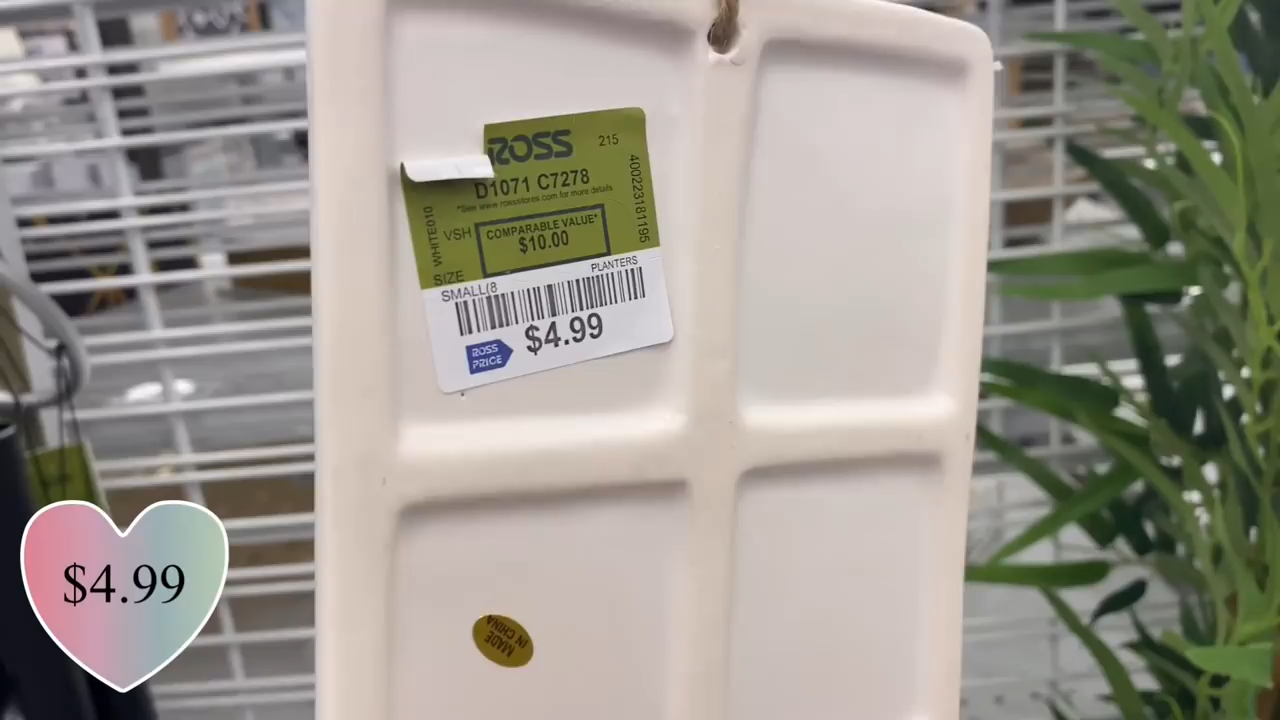 ROSS
215
D1071 C7278
*See www.rossstores.com for more details
400223181195
WHITE010
VSH
COMPARABLE VALUE*
$10.00
SIZE
SMALL(8
PLANTERS
$4.99
ROSS
PRICE
MADE
IN CHINA
$4.99